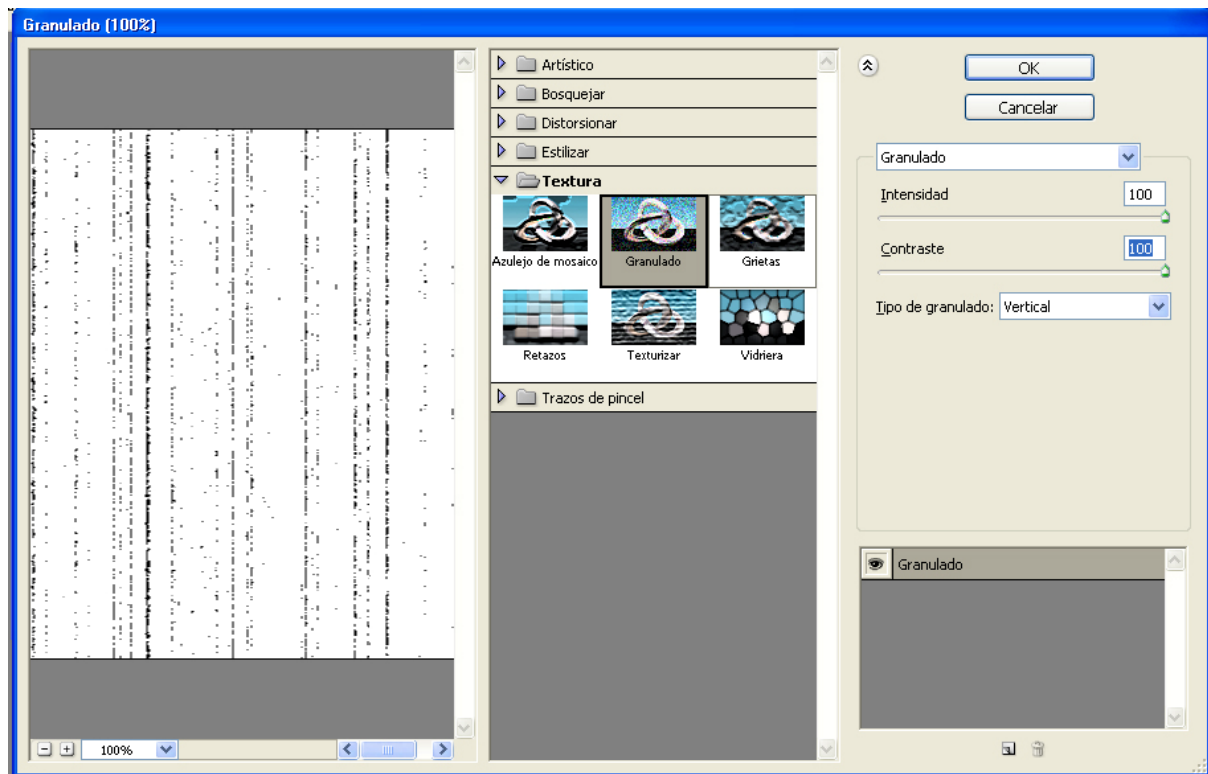 Granulado (100%)
Artístico
Bosquejar
Distorsionar
Estilizar
Textura
Azulejo de mosaico
Granulado
Grietas
Retazos
Texturizar
Vidriera
Trazos de pincel
100%
OK
Cancelar
Granulado
Intensidad 100
Contraste 100
Tipo de granulado: Vertical
Granulado